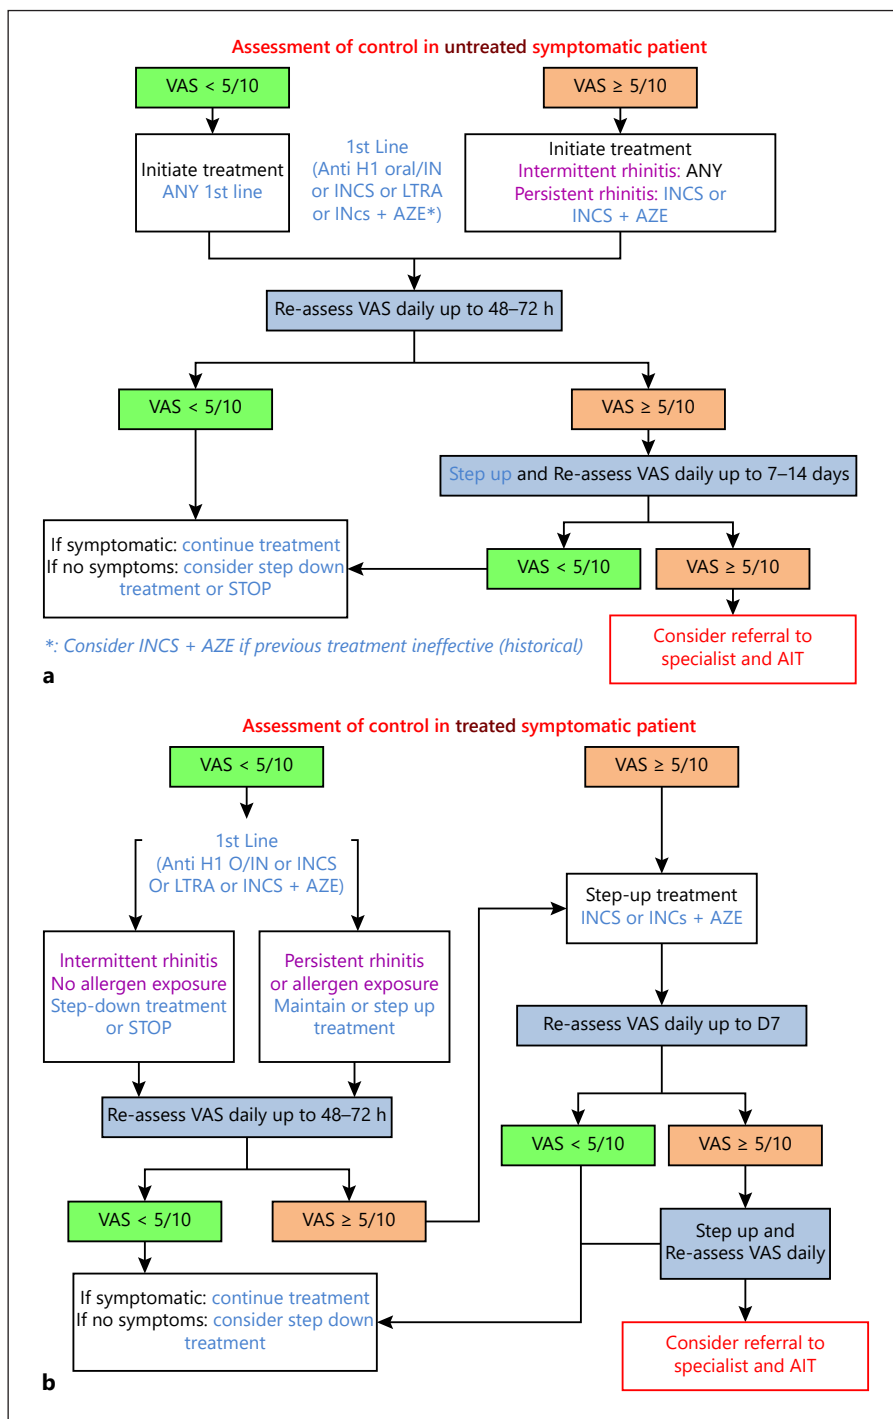 Assessment of control in untreated symptomatic patient
VAS < 5/10
VAS ≥ 5/10
Initiate treatment
ANY 1st line
1st Line
(Anti H1 oral/IN
or INCS or LTRA
or INcs + AZE*)
Initiate treatment
Intermittent rhinitis: ANY
Persistent rhinitis: INCS or
INCS + AZE
Re-assess VAS daily up to 48–72 h
VAS < 5/10
VAS ≥ 5/10
Step up and Re-assess VAS daily up to 7–14 days
If symptomatic: continue treatment
If no symptoms: consider step down
treatment or STOP
VAS < 5/10
VAS ≥ 5/10
*: Consider INCS + AZE if previous treatment ineffective (historical)
Consider referral to
specialist and AIT
a
Assessment of control in treated symptomatic patient
VAS < 5/10
VAS ≥ 5/10
1st Line
(Anti H1 O/IN or INCS
Or LTRA or INCS + AZE)
Step-up treatment
INCS or INCs + AZE
Intermittent rhinitis
No allergen exposure
Step-down treatment
or STOP
Persistent rhinitis
or allergen exposure
Maintain or step up
treatment
Re-assess VAS daily up to D7
Re-assess VAS daily up to 48–72 h
VAS < 5/10
VAS ≥ 5/10
VAS < 5/10
VAS ≥ 5/10
Step up and
Re-assess VAS daily
If symptomatic: continue treatment
If no symptoms: consider step down
treatment
Consider referral to
specialist and AIT
b